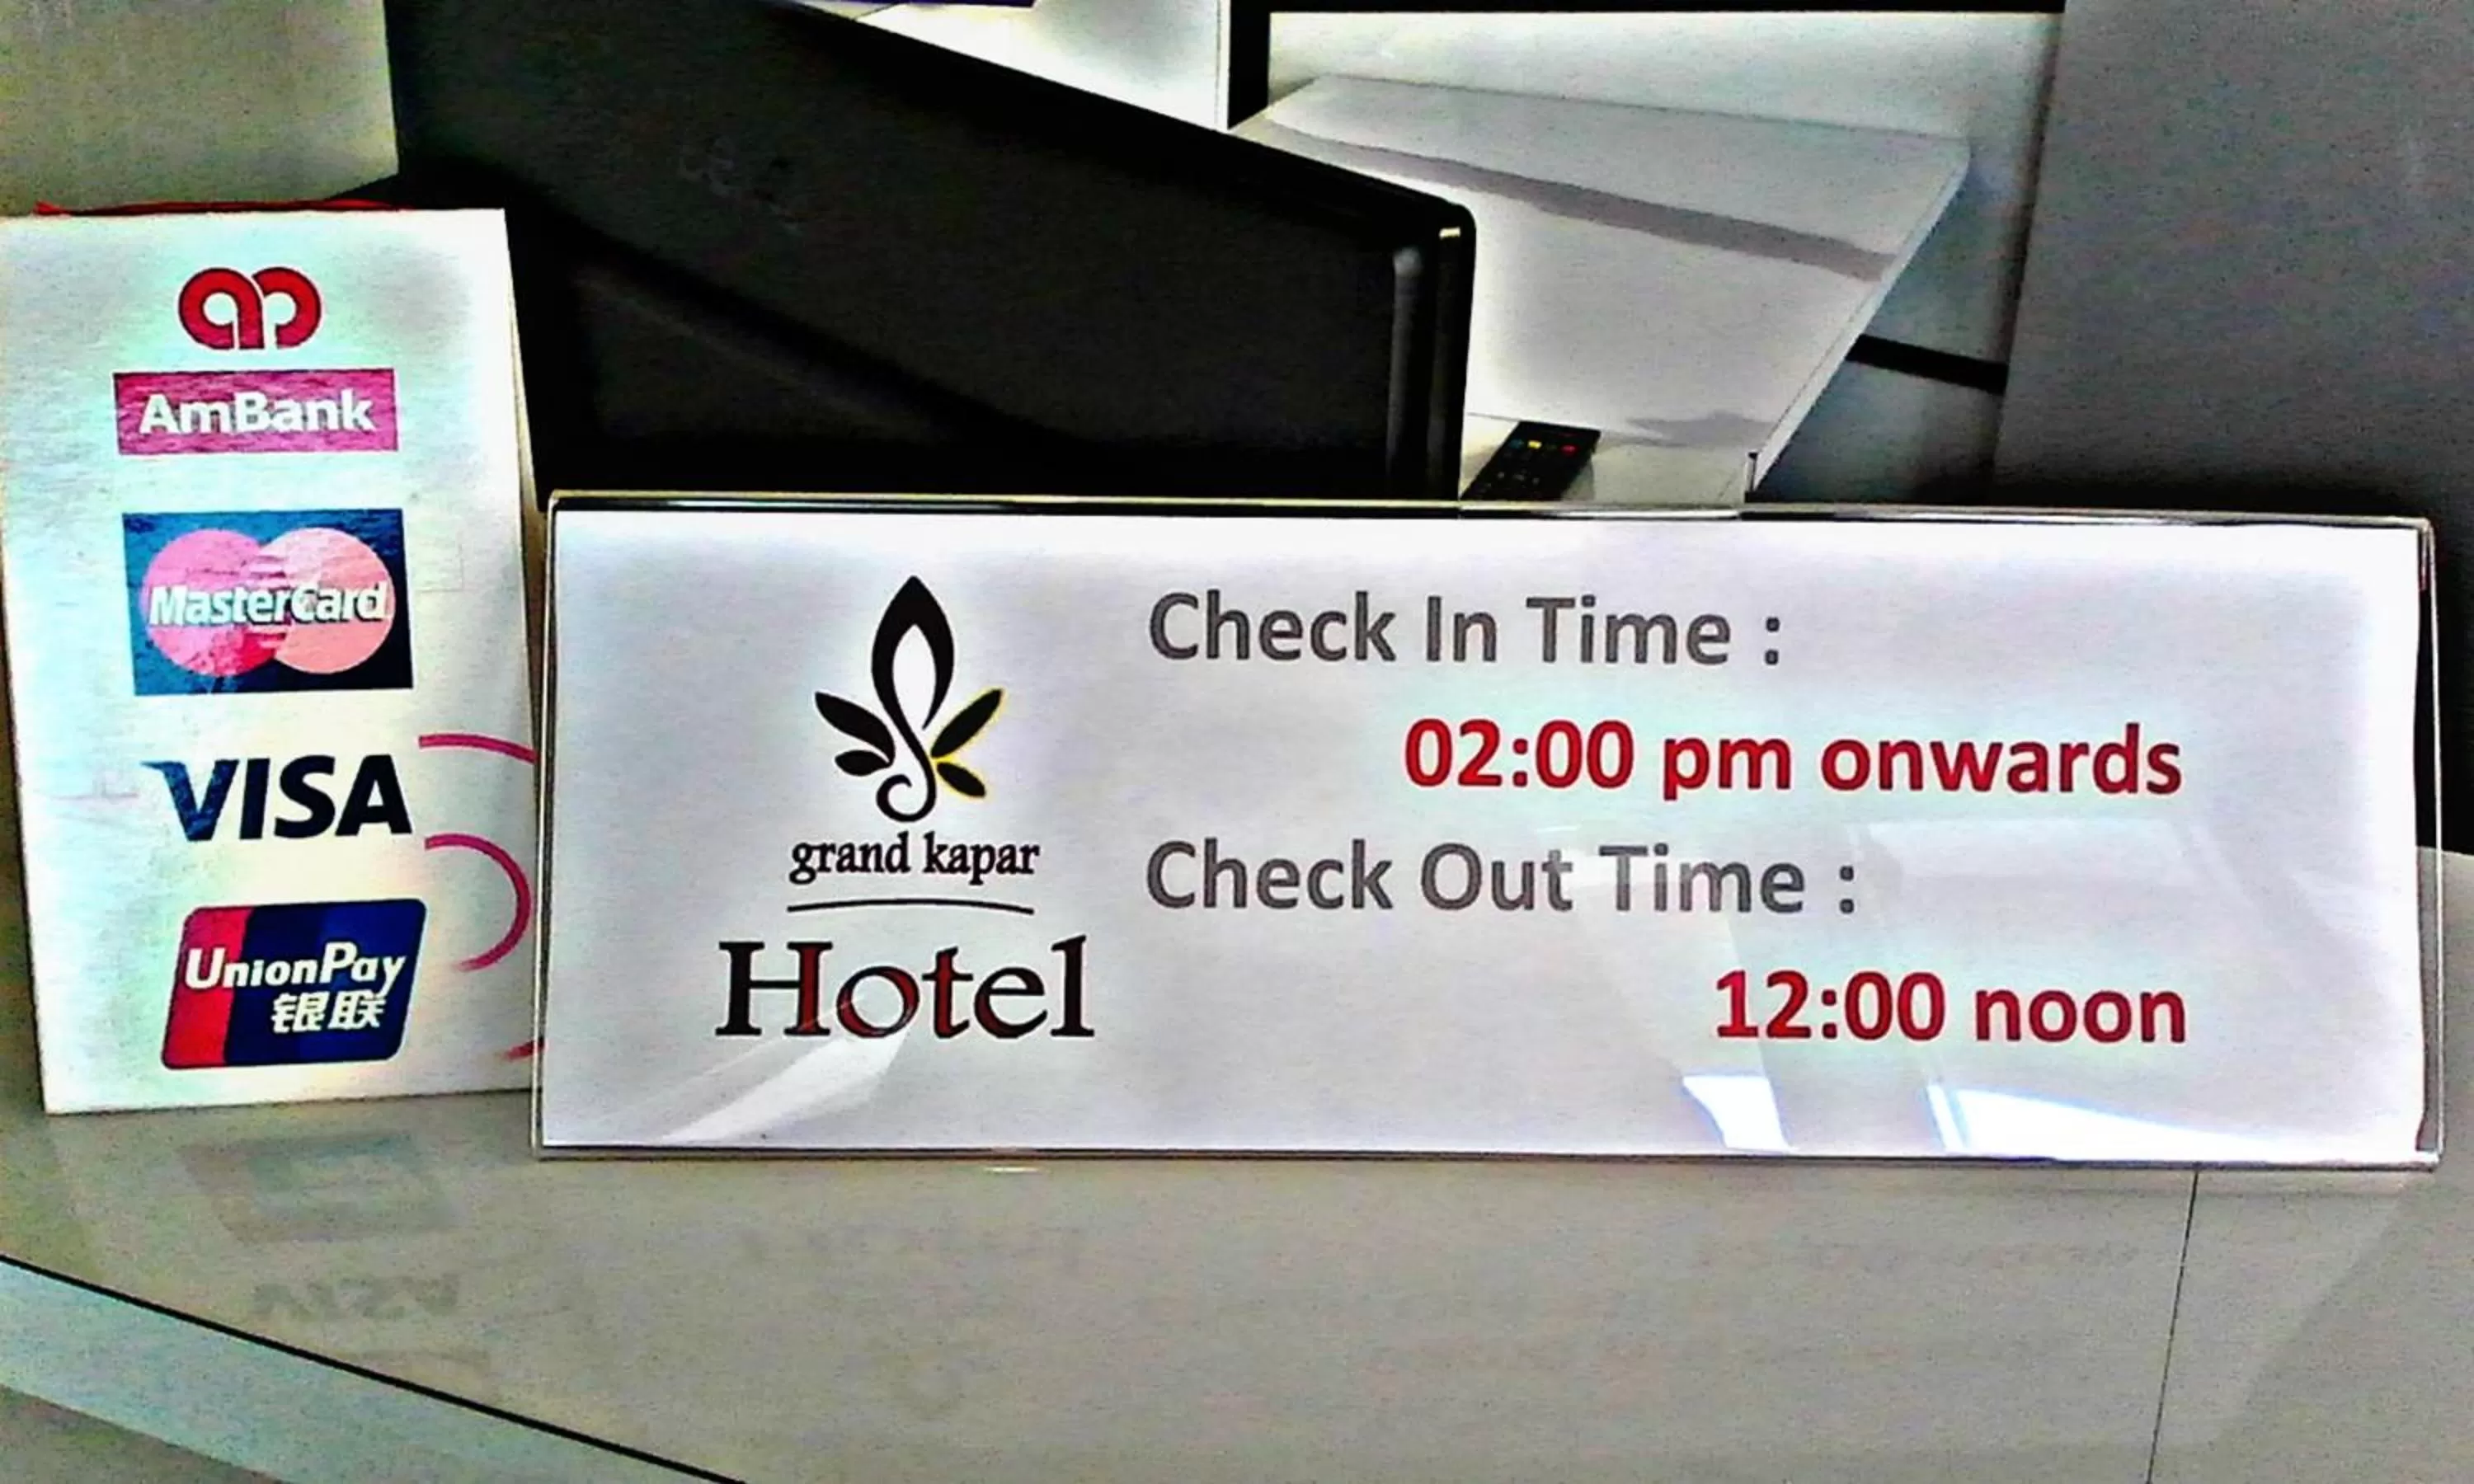 AmBank
MasterCard
VISA
UnionPay
银联
grand kapar
Hotel
Check In Time :
02:00 pm onwards
Check Out Time :
12:00 noon